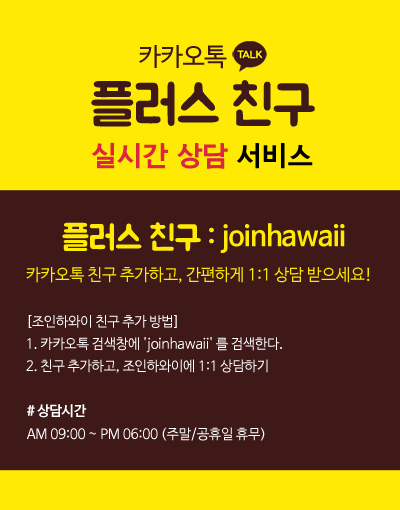 카카오톡 TALK
플러스 친구
실시간 상담 서비스
플러스 친구 : joinhawaii
카카오톡 친구 추가하고, 간편하게 1:1 상담 받으세요!
[조인하와이 친구 추가 방법]
1. 카카오톡 검색창에 'joinhawaii' 를 검색한다.
2. 친구 추가하고, 조인하와이에 1:1 상담하기
# 상담시간
AM 09:00 ~ PM 06:00 (주말/공휴일 휴무)